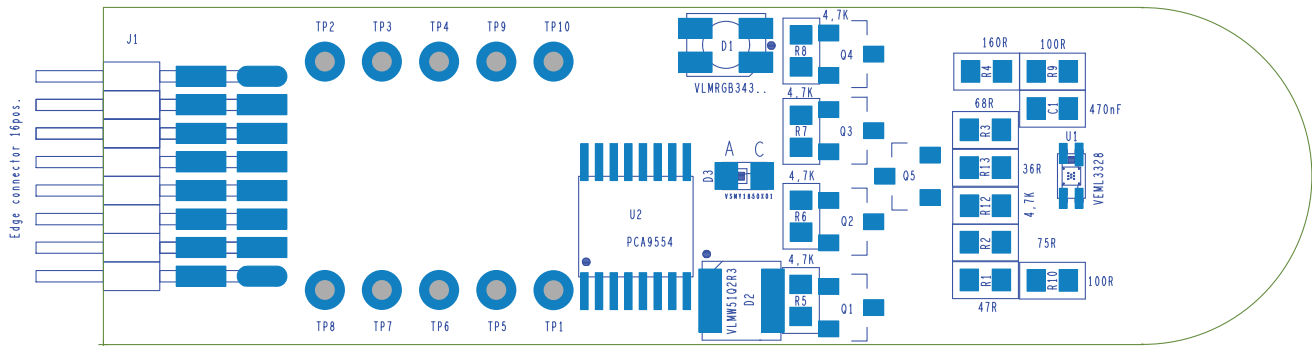 J1
Edge connector 16pos.
TP2
TP3
TP4
TP9
TP10
TP8
TP7
TP6
TP5
TP1
U2
PCA9554
D1
VLMRGB343..
A C
D3
VSMY1850X01
VLMW51Q2R3
D2
4,7K
R8
Q4
4,7K
R7
Q3
4,7K
R6
Q2
4,7K
R5
Q1
Q5
160R
R4
100R
R9
C1
470nF
68R
R3
R13
36R
R12
4,7K
R2
75R
R1
47R
R10
100R
U1
VEML3328